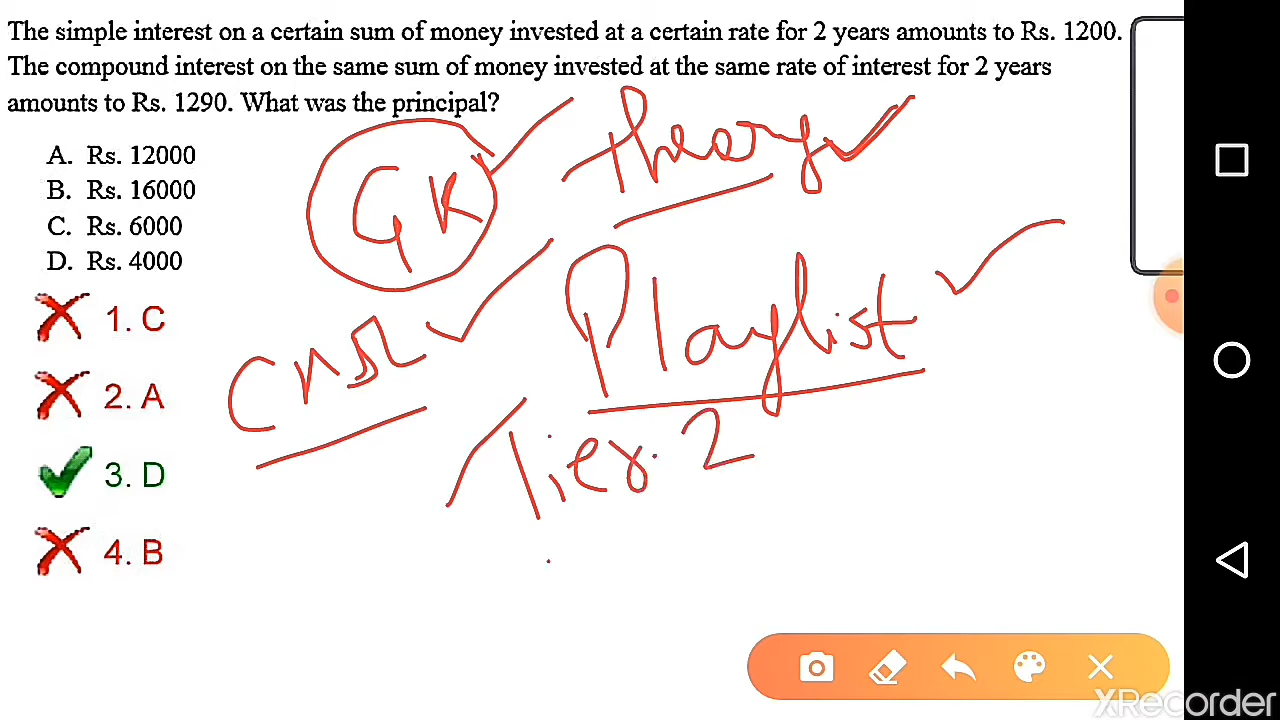 The simple interest on a certain sum of money invested at a certain rate for 2 years amounts to Rs. 1200.
The compound interest on the same sum of money invested at the same rate of interest for 2 years
amounts to Rs. 1290. What was the principal?
A. Rs. 12000
B. Rs. 16000
C. Rs. 6000
D. Rs. 4000
GK
Theory
Playlist
Tier 2
1. C
2. A
3. D
4. B
XRecorder